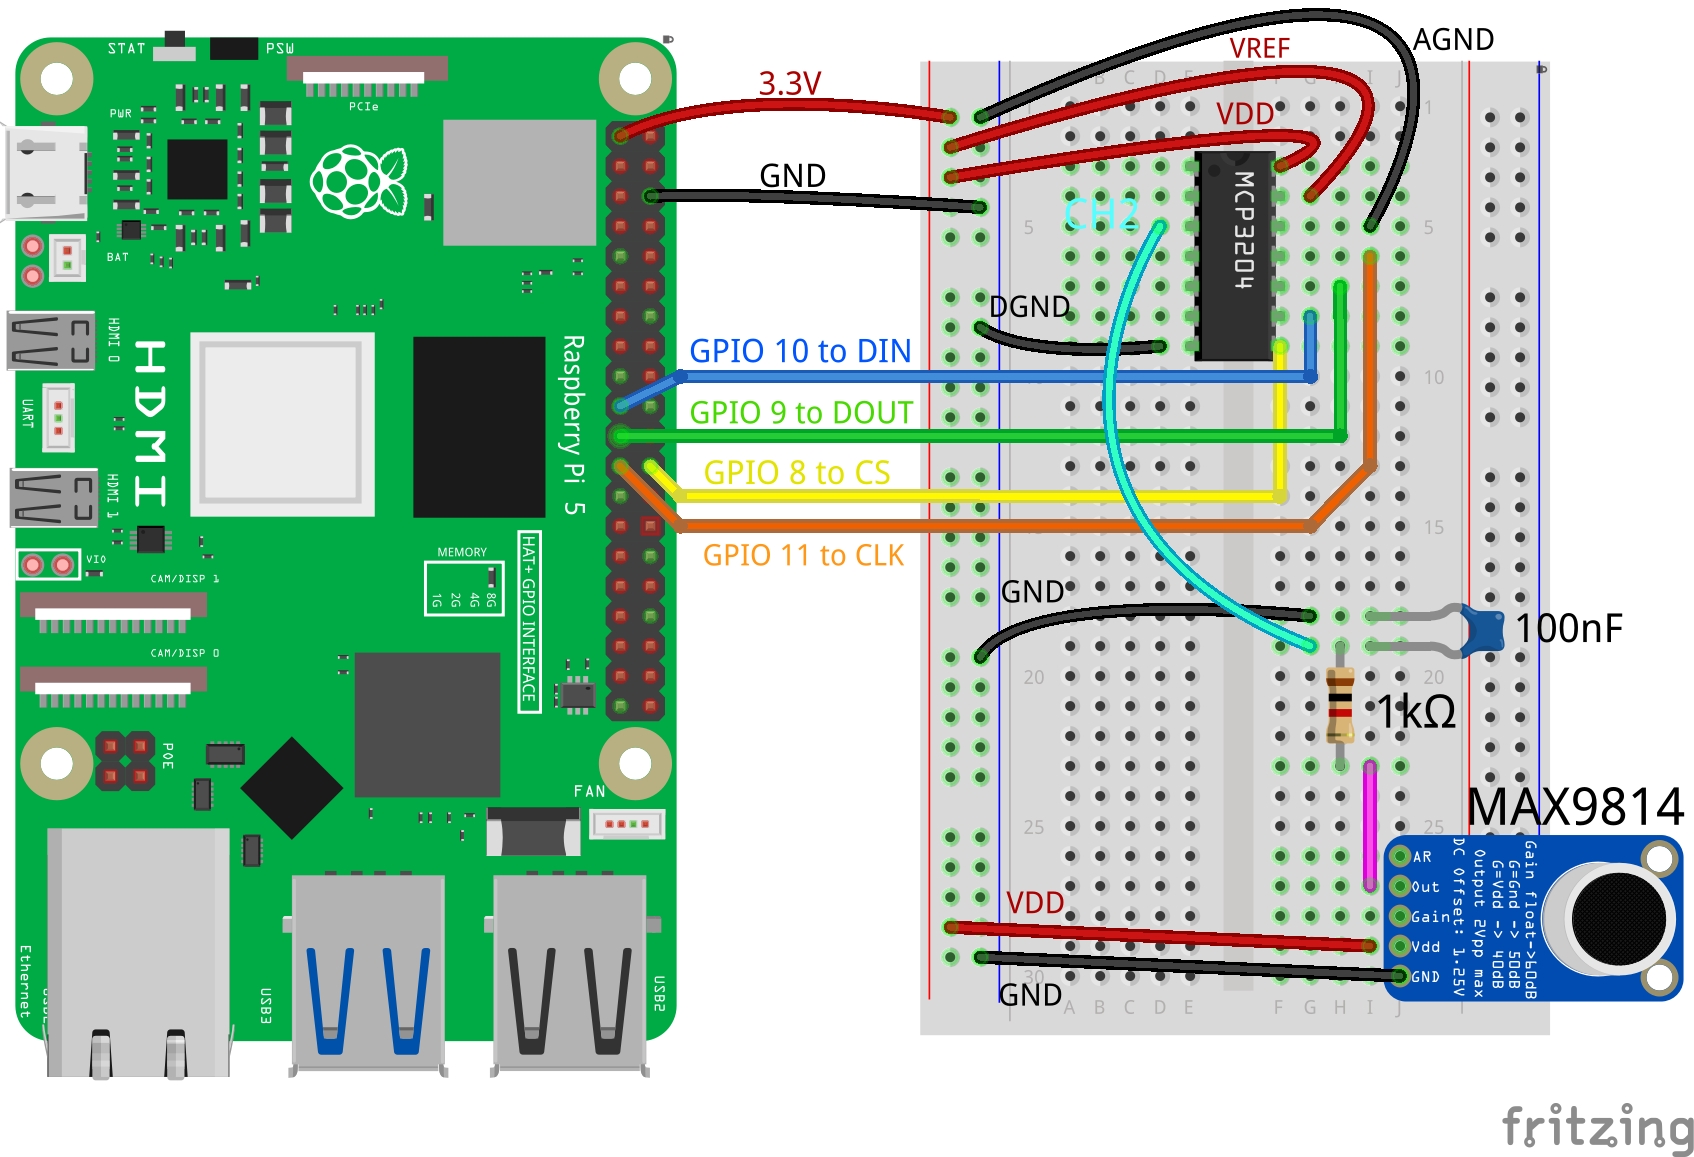 STAT
PSW
PCIe
PWR
BAT
HDMI 0
HDMI
UART
HDMI 1
VIO
CAM/DISP 1
CAM/DISP 0
Raspberry Pi 5
MEMORY
1G
2G
4G
8G
HAT+ GPIO INTERFACE
POE
FAN
Ethernet
USB3
USB2
3.3V
GND
VREF
AGND
VDD
CH2
MCP3204
DGND
GPIO 10 to DIN
GPIO 9 to DOUT
GPIO 8 to CS
GPIO 11 to CLK
GND
100nF
1kΩ
MAX9814
VDD
GND
1
5
5
10
15
20
20
25
25
30
B C D E F G I J
A B C D E F G H I J
AR
Out
Gain
Vdd
GND
Gain float->60dB
G=Gnd -> 50dB
G=Vdd -> 40dB
Output 2Vpp max
DC Offset: 1.25V
fritzing